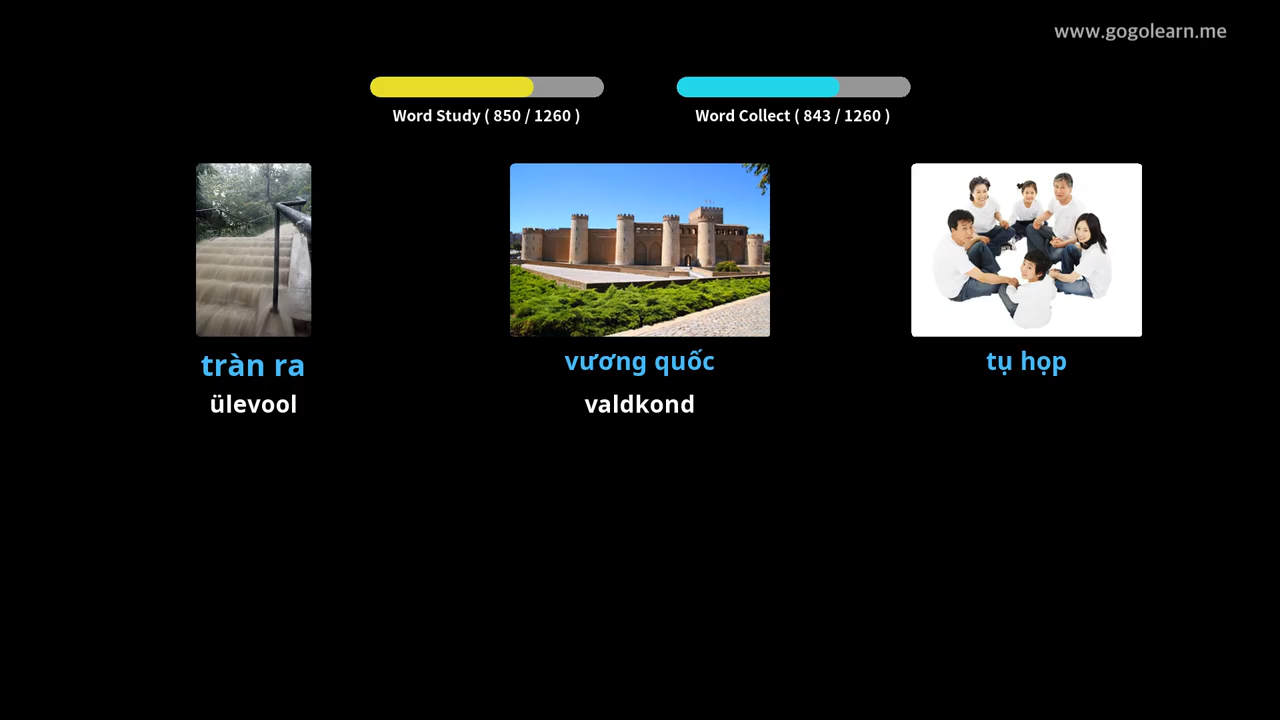 www.gogolearn.me
Word Study ( 850 / 1260 )
Word Collect ( 843 / 1260 )
tràn ra
vương quốc
tụ họp
ülevool
valdkond